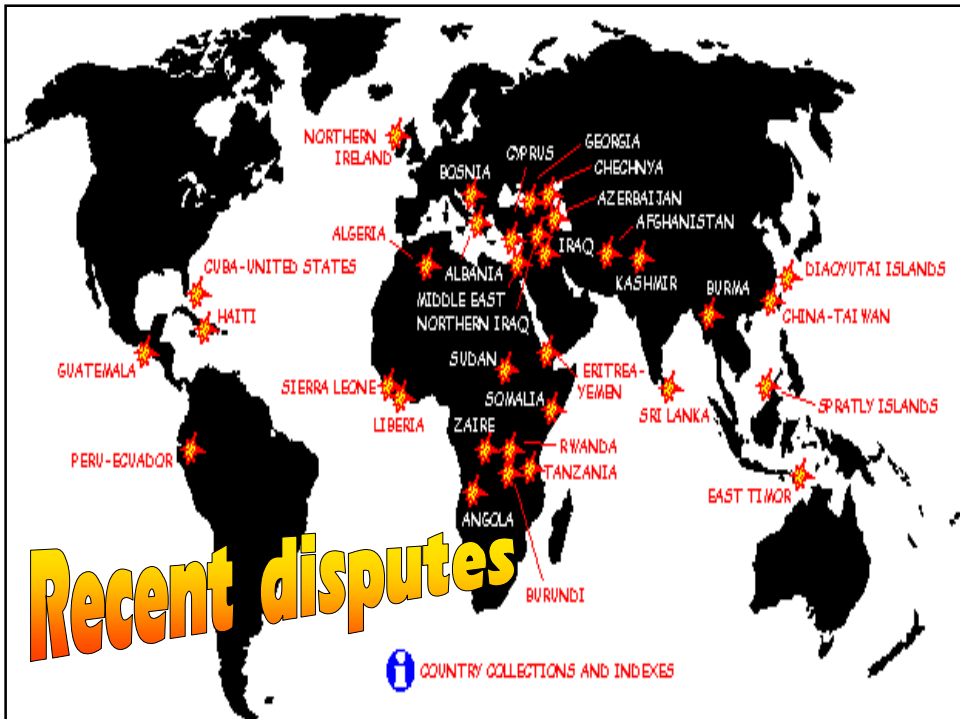 NORTHERN
IRELAND
CYPRUS
GEORGIA
CHECHNYA
BOSNIA
AZERBAIJAN
AFGHANISTAN
ALGERIA
IRAQ
ALBANIA
KASHMIR
CUBA-UNITED STATES
DIAOYUTAI ISLANDS
BURMA
MIDDLE EAST
NORTHERN IRAQ
HAITI
CHINA-TAIWAN
GUATEMALA
SUDAN
ERITREA-
YEMEN
SIERRA LEONE
SOMALIA
SRI LANKA
SPRATLY ISLANDS
LIBERIA
ZAIRE
PERU-ECUADOR
RWANDA
TANZANIA
EAST TIMOR
ANGOLA
Recent disputes
BURUNDI
i COUNTRY COLLECTIONS AND INDEXES